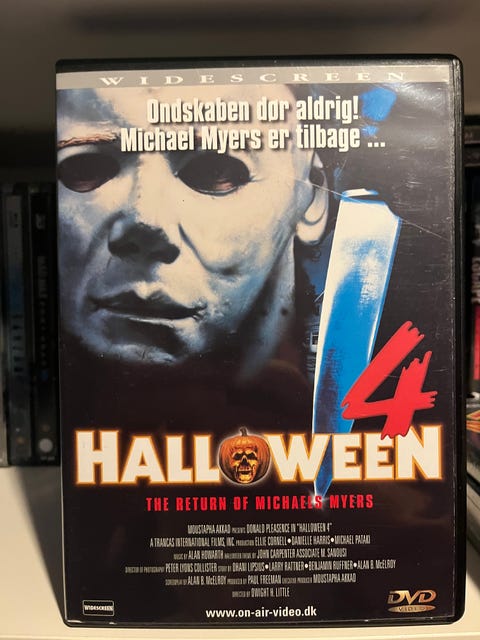 WIDESCREEN
Ondskaben dør aldrig!
Michael Myers er tilbage ...
4
HALLOWEEN
THE RETURN OF MICHAELS MYERS
MOUSTAPHA AKKAD PRESENTS DONALD PLEASENCE IN "HALLOWEEN 4"
A TRANCAS INTERNATIONAL FILMS, INC. PRODUCTION ELLIE CORNELL • DANIELLE HARRIS • MICHAEL PATAKI
MUSIC BY ALAN HOWARTH HALLOWEEN THEME BY JOHN CARPENTER ASSOCIATE M. SANOUSI
DIRECTOR OF PHOTOGRAPHY PETER LYONS COLLISTER STORY BY DHANI LIPSIUS • LARRY RATTNER • BENJAMIN RUFFNER • ALAN B. McELROY
SCREENPLAY BY ALAN B. McELROY PRODUCED BY PAUL FREEMAN EXECUTIVE PRODUCER MOUSTAPHA AKKAD
DIRECTED BY DWIGHT H. LITTLE
WIDESCREEN
www.on-air-video.dk
DVD
VIDEO